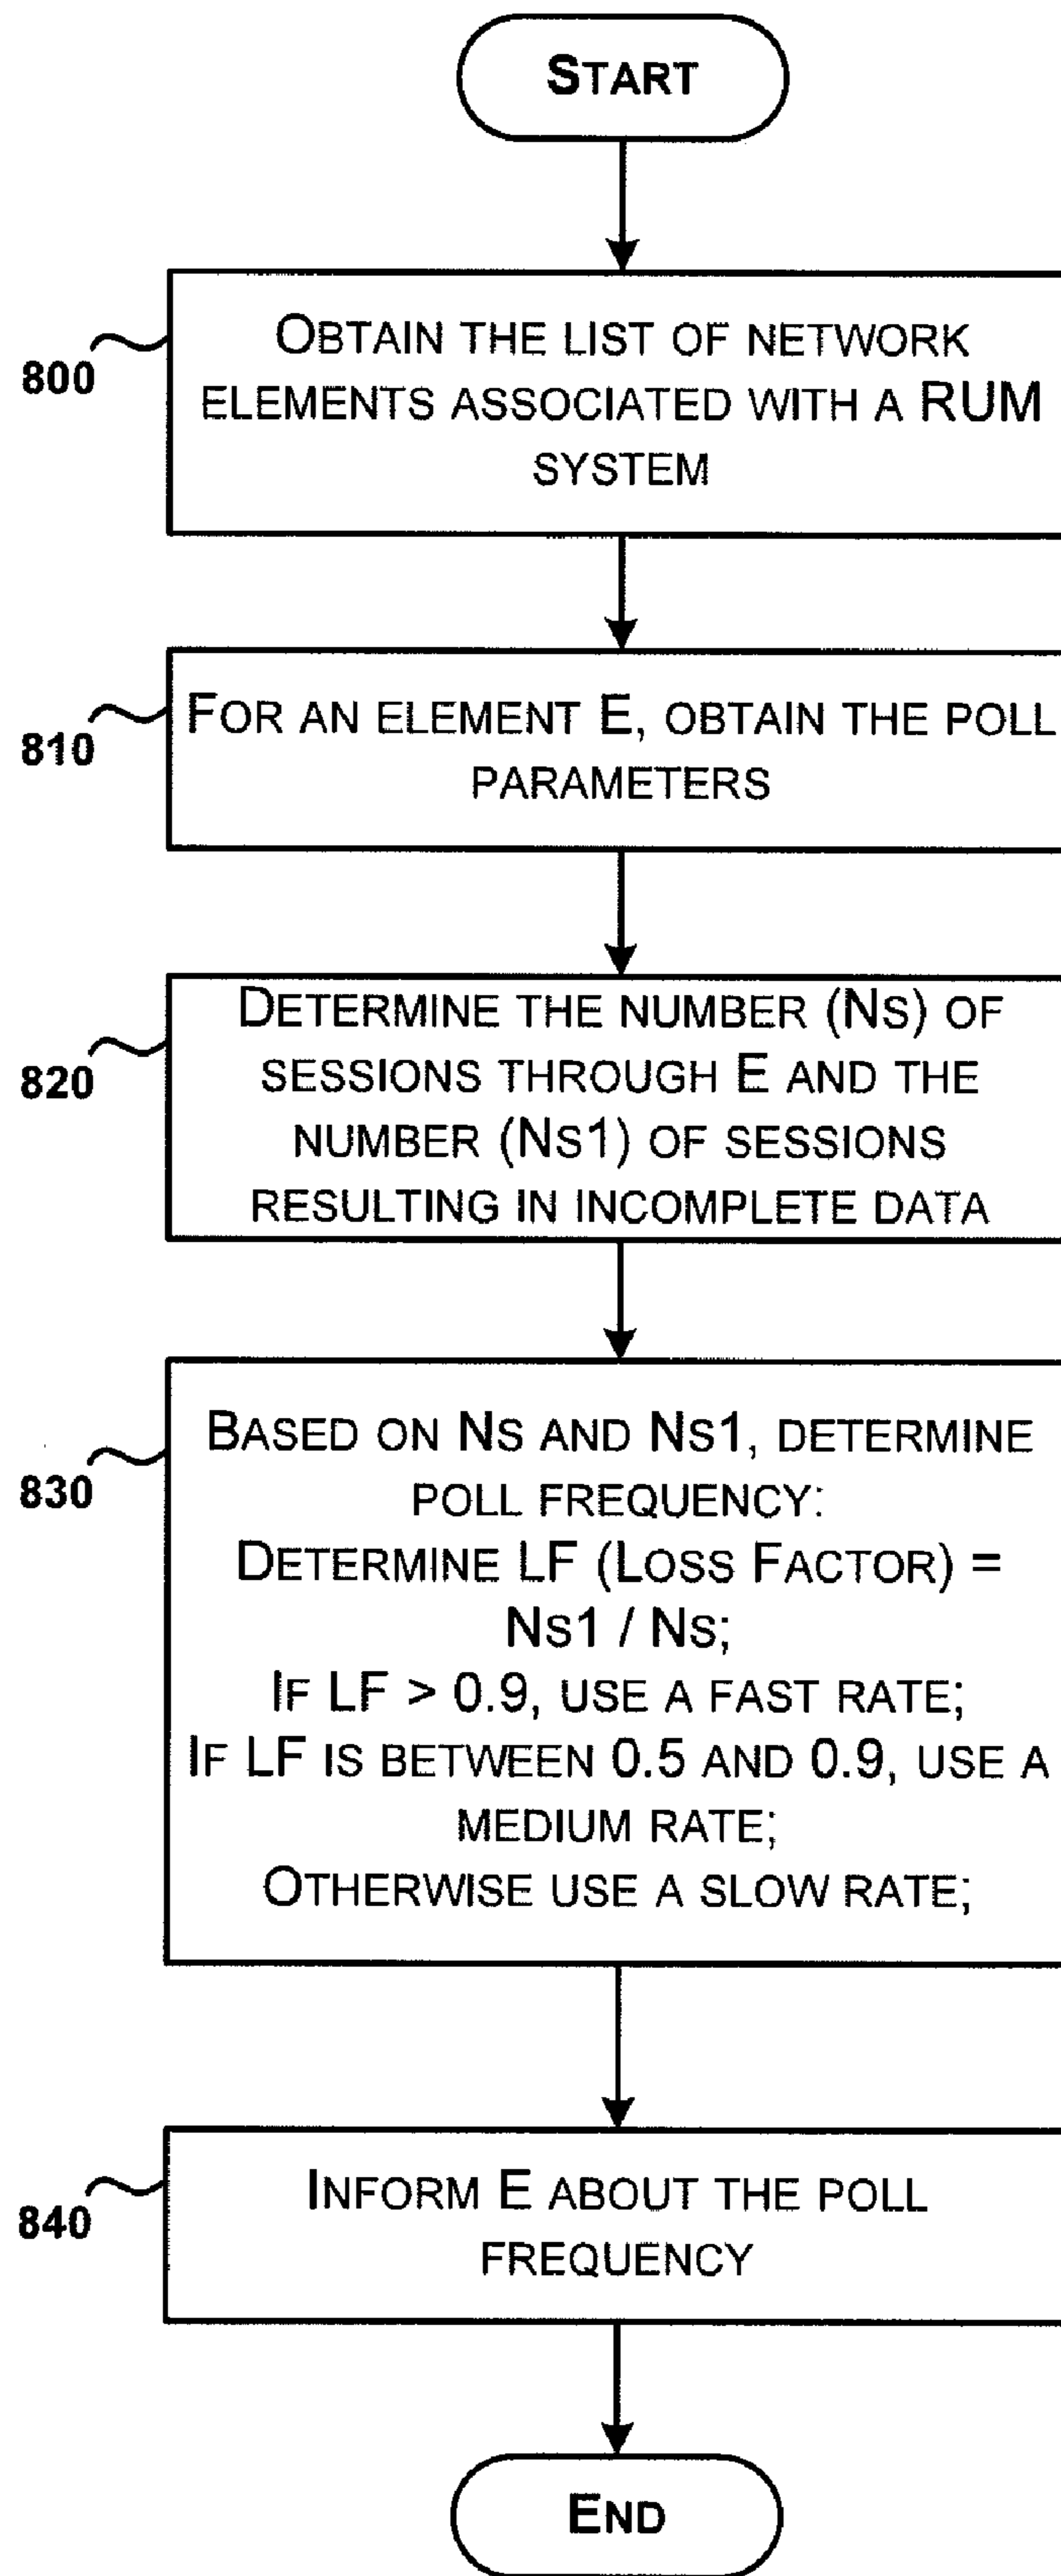 START
OBTAIN THE LIST OF NETWORK
ELEMENTS ASSOCIATED WITH A RUM
SYSTEM
800
FOR AN ELEMENT E, OBTAIN THE POLL
PARAMETERS
810
DETERMINE THE NUMBER (NS) OF
SESSIONS THROUGH E AND THE
NUMBER (NS1) OF SESSIONS
RESULTING IN INCOMPLETE DATA
820
BASED ON NS AND NS1, DETERMINE
POLL FREQUENCY:
DETERMINE LF (LOSS FACTOR) =
NS1 / NS;
IF LF > 0.9, USE A FAST RATE;
IF LF IS BETWEEN 0.5 AND 0.9, USE A
MEDIUM RATE;
OTHERWISE USE A SLOW RATE;
830
INFORM E ABOUT THE POLL
FREQUENCY
840
END